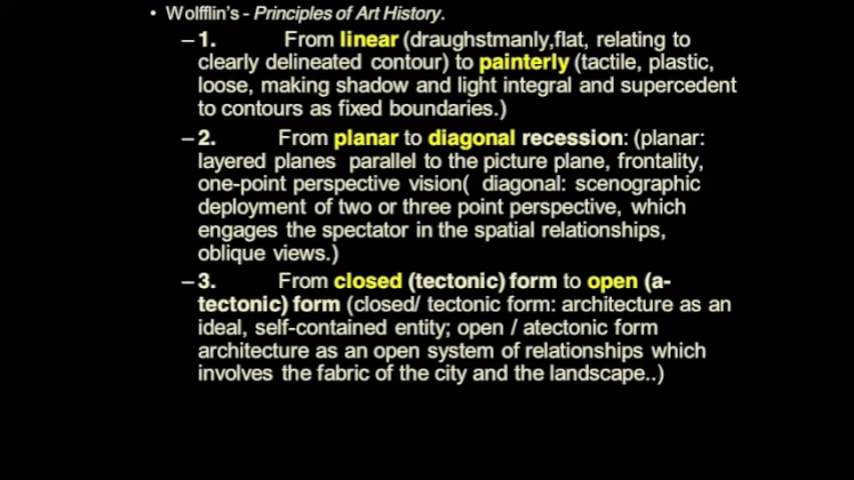 • Wolfflin's - Principles of Art History.
– 1. From linear (draughstmanly,flat, relating to
clearly delineated contour) to painterly (tactile, plastic,
loose, making shadow and light integral and supercedent
to contours as fixed boundaries.)
– 2. From planar to diagonal recession: (planar:
layered planes parallel to the picture plane, frontality,
one-point perspective vision( diagonal: scenographic
deployment of two or three point perspective, which
engages the spectator in the spatial relationships,
oblique views.)
– 3. From closed (tectonic) form to open (a-
tectonic) form (closed/ tectonic form: architecture as an
ideal, self-contained entity; open / atectonic form
architecture as an open system of relationships which
involves the fabric of the city and the landscape..)